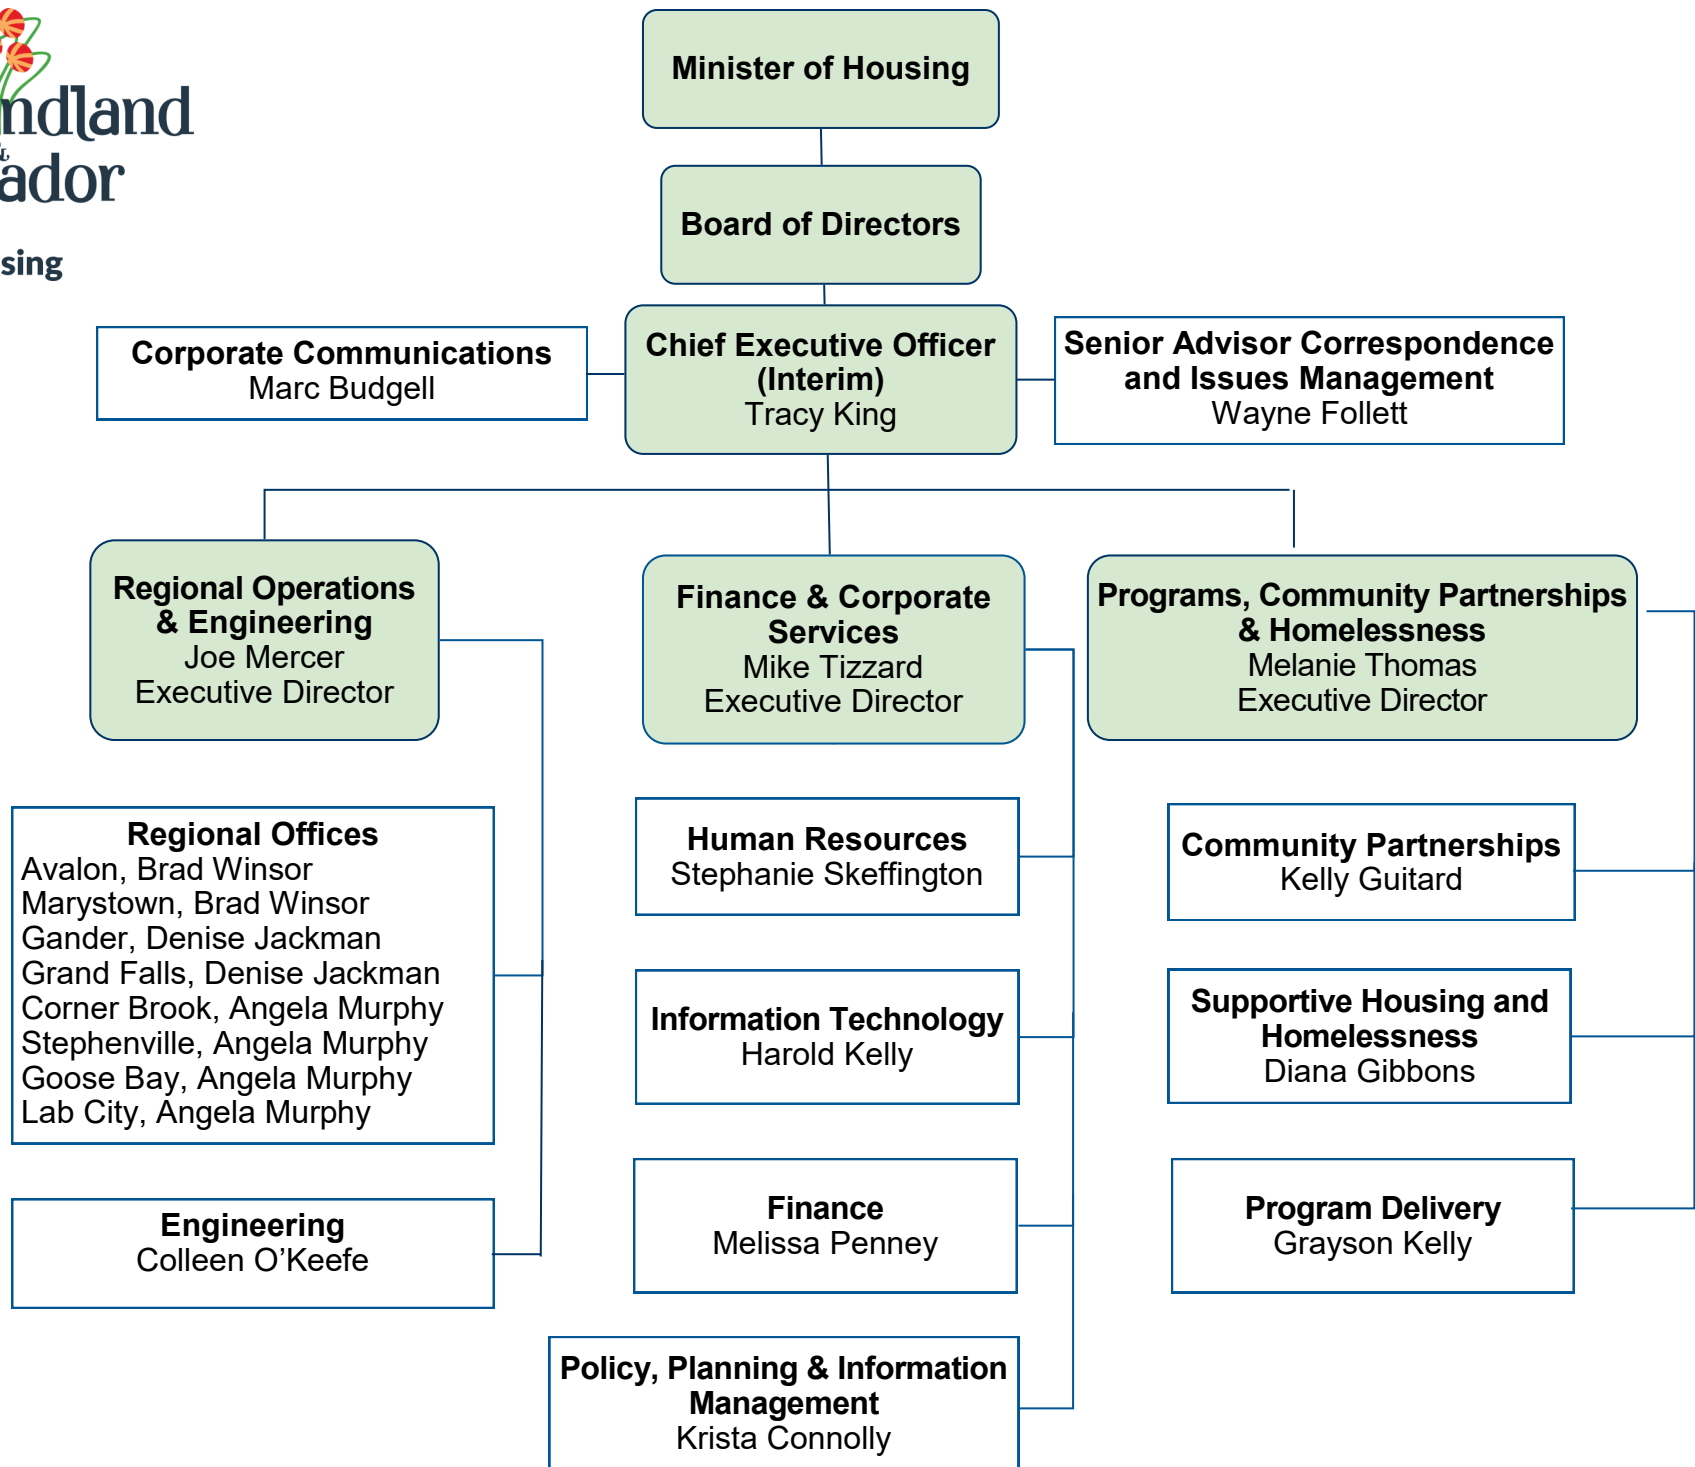 ndland
&
ador
sing
Minister of Housing
Board of Directors
Corporate Communications
Marc Budgell
Chief Executive Officer
(Interim)
Tracy King
Senior Advisor Correspondence
and Issues Management
Wayne Follett
Regional Operations
& Engineering
Joe Mercer
Executive Director
Finance & Corporate
Services
Mike Tizzard
Executive Director
Programs, Community Partnerships
& Homelessness
Melanie Thomas
Executive Director
Regional Offices
Avalon, Brad Winsor
Marystown, Brad Winsor
Gander, Denise Jackman
Grand Falls, Denise Jackman
Corner Brook, Angela Murphy
Stephenville, Angela Murphy
Goose Bay, Angela Murphy
Lab City, Angela Murphy
Engineering
Colleen O’Keefe
Human Resources
Stephanie Skeffington
Information Technology
Harold Kelly
Finance
Melissa Penney
Policy, Planning & Information
Management
Krista Connolly
Community Partnerships
Kelly Guitard
Supportive Housing and
Homelessness
Diana Gibbons
Program Delivery
Grayson Kelly